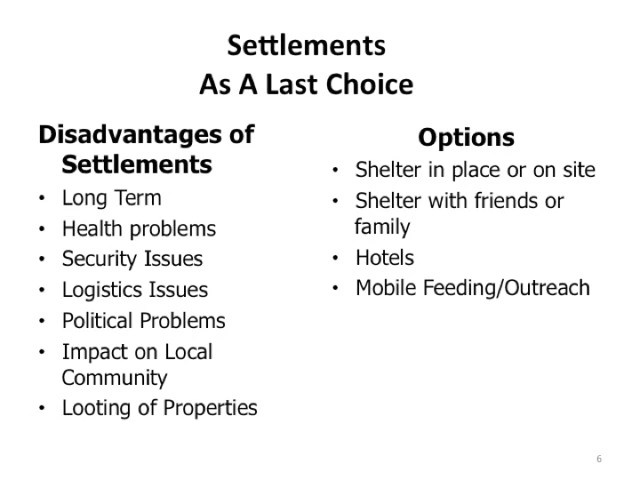 Settlements
As A Last Choice
Disadvantages of
Settlements
• Long Term
• Health problems
• Security Issues
• Logistics Issues
• Political Problems
• Impact on Local
Community
• Looting of Properties
Options
• Shelter in place or on site
• Shelter with friends or
family
• Hotels
• Mobile Feeding/Outreach
6